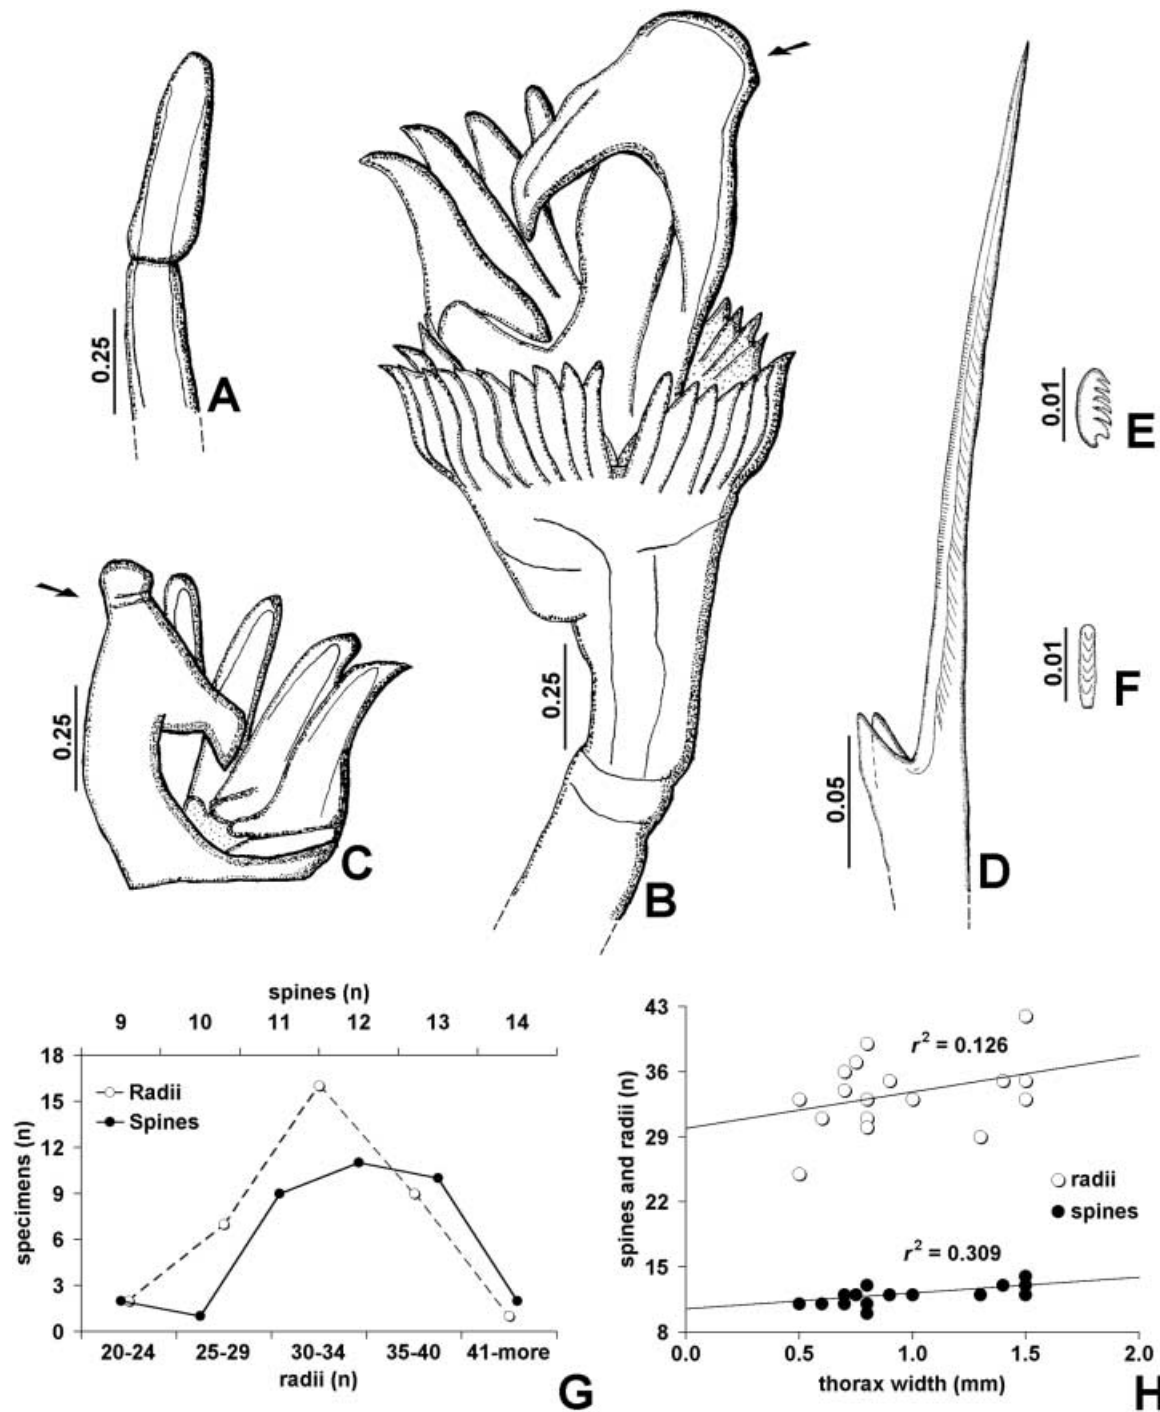 0.25
A
0.25
B
0.25
C
0.05
D
0.01
E
0.01
F
spines (n)
9 10 11 12 13 14
18
15
12
9
6
3
0
specimens (n)
Radii
Spines
20-24 25-29 30-34 35-40 41-more
radii (n)
G
43
36
29
22
15
8
spines and radii (n)
r² = 0.126
radii
spines
r² = 0.309
0.0 0.5 1.0 1.5 2.0
thorax width (mm)
H